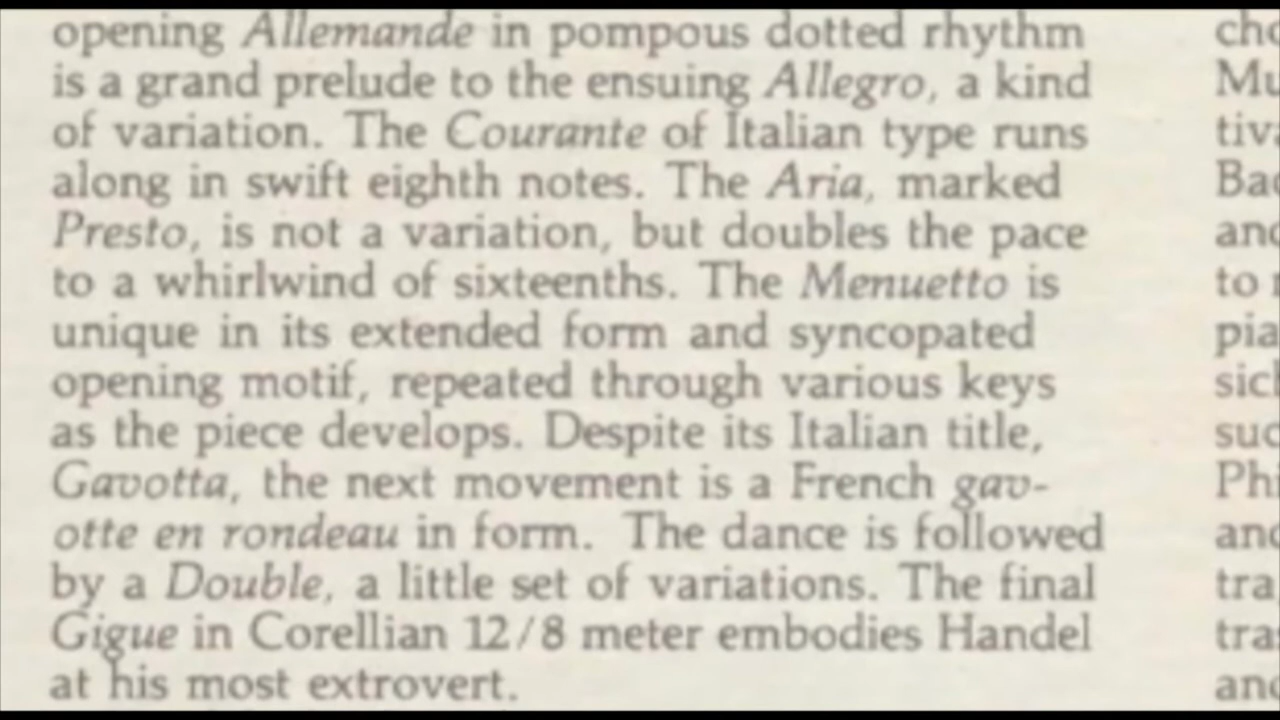 opening Allemande in pompous dotted rhythm
is a grand prelude to the ensuing Allegro, a kind
of variation. The Courante of Italian type runs
along in swift eighth notes. The Aria, marked
Presto, is not a variation, but doubles the pace
to a whirlwind of sixteenths. The Menuetto is
unique in its extended form and syncopated
opening motif, repeated through various keys
as the piece develops. Despite its Italian title,
Gavotta, the next movement is a French gav-
otte en rondeau in form. The dance is followed
by a Double, a little set of variations. The final
Gigue in Corellian 12/8 meter embodies Handel
at his most extrovert.